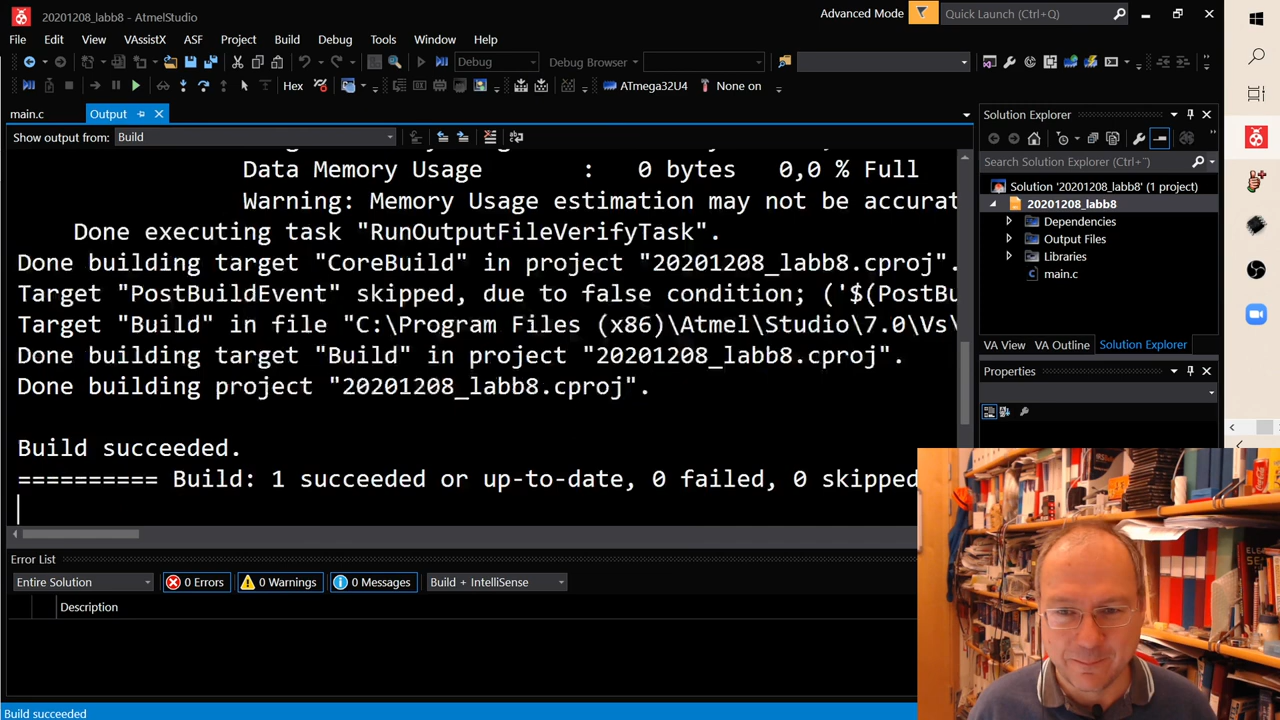 20201208_labb8 - AtmelStudio
Advanced Mode
Quick Launch (Ctrl+Q)
File Edit View VAssistX ASF Project Build Debug Tools Window Help
Debug
Debug Browser
Hex
ATmega32U4
None on
main.c
Output
Show output from: Build
Data Memory Usage : 0 bytes 0,0 % Full
Warning: Memory Usage estimation may not be accurat
Done executing task "RunOutputFileVerifyTask".
Done building target "CoreBuild" in project "20201208_labb8.cproj".
Target "PostBuildEvent" skipped, due to false condition; ('$(PostBu
Target "Build" in file "C:\Program Files (x86)\Atmel\Studio\7.0\Vs\
Done building target "Build" in project "20201208_labb8.cproj".
Done building project "20201208_labb8.cproj".
Build succeeded.
========== Build: 1 succeeded or up-to-date, 0 failed, 0 skipped
Error List
Entire Solution
0 Errors
0 Warnings
0 Messages
Build + IntelliSense
Description
Build succeeded
Solution Explorer
Search Solution Explorer (Ctrl+¨)
Solution '20201208_labb8' (1 project)
20201208_labb8
Dependencies
Output Files
Libraries
main.c
VA View VA Outline Solution Explorer
Properties